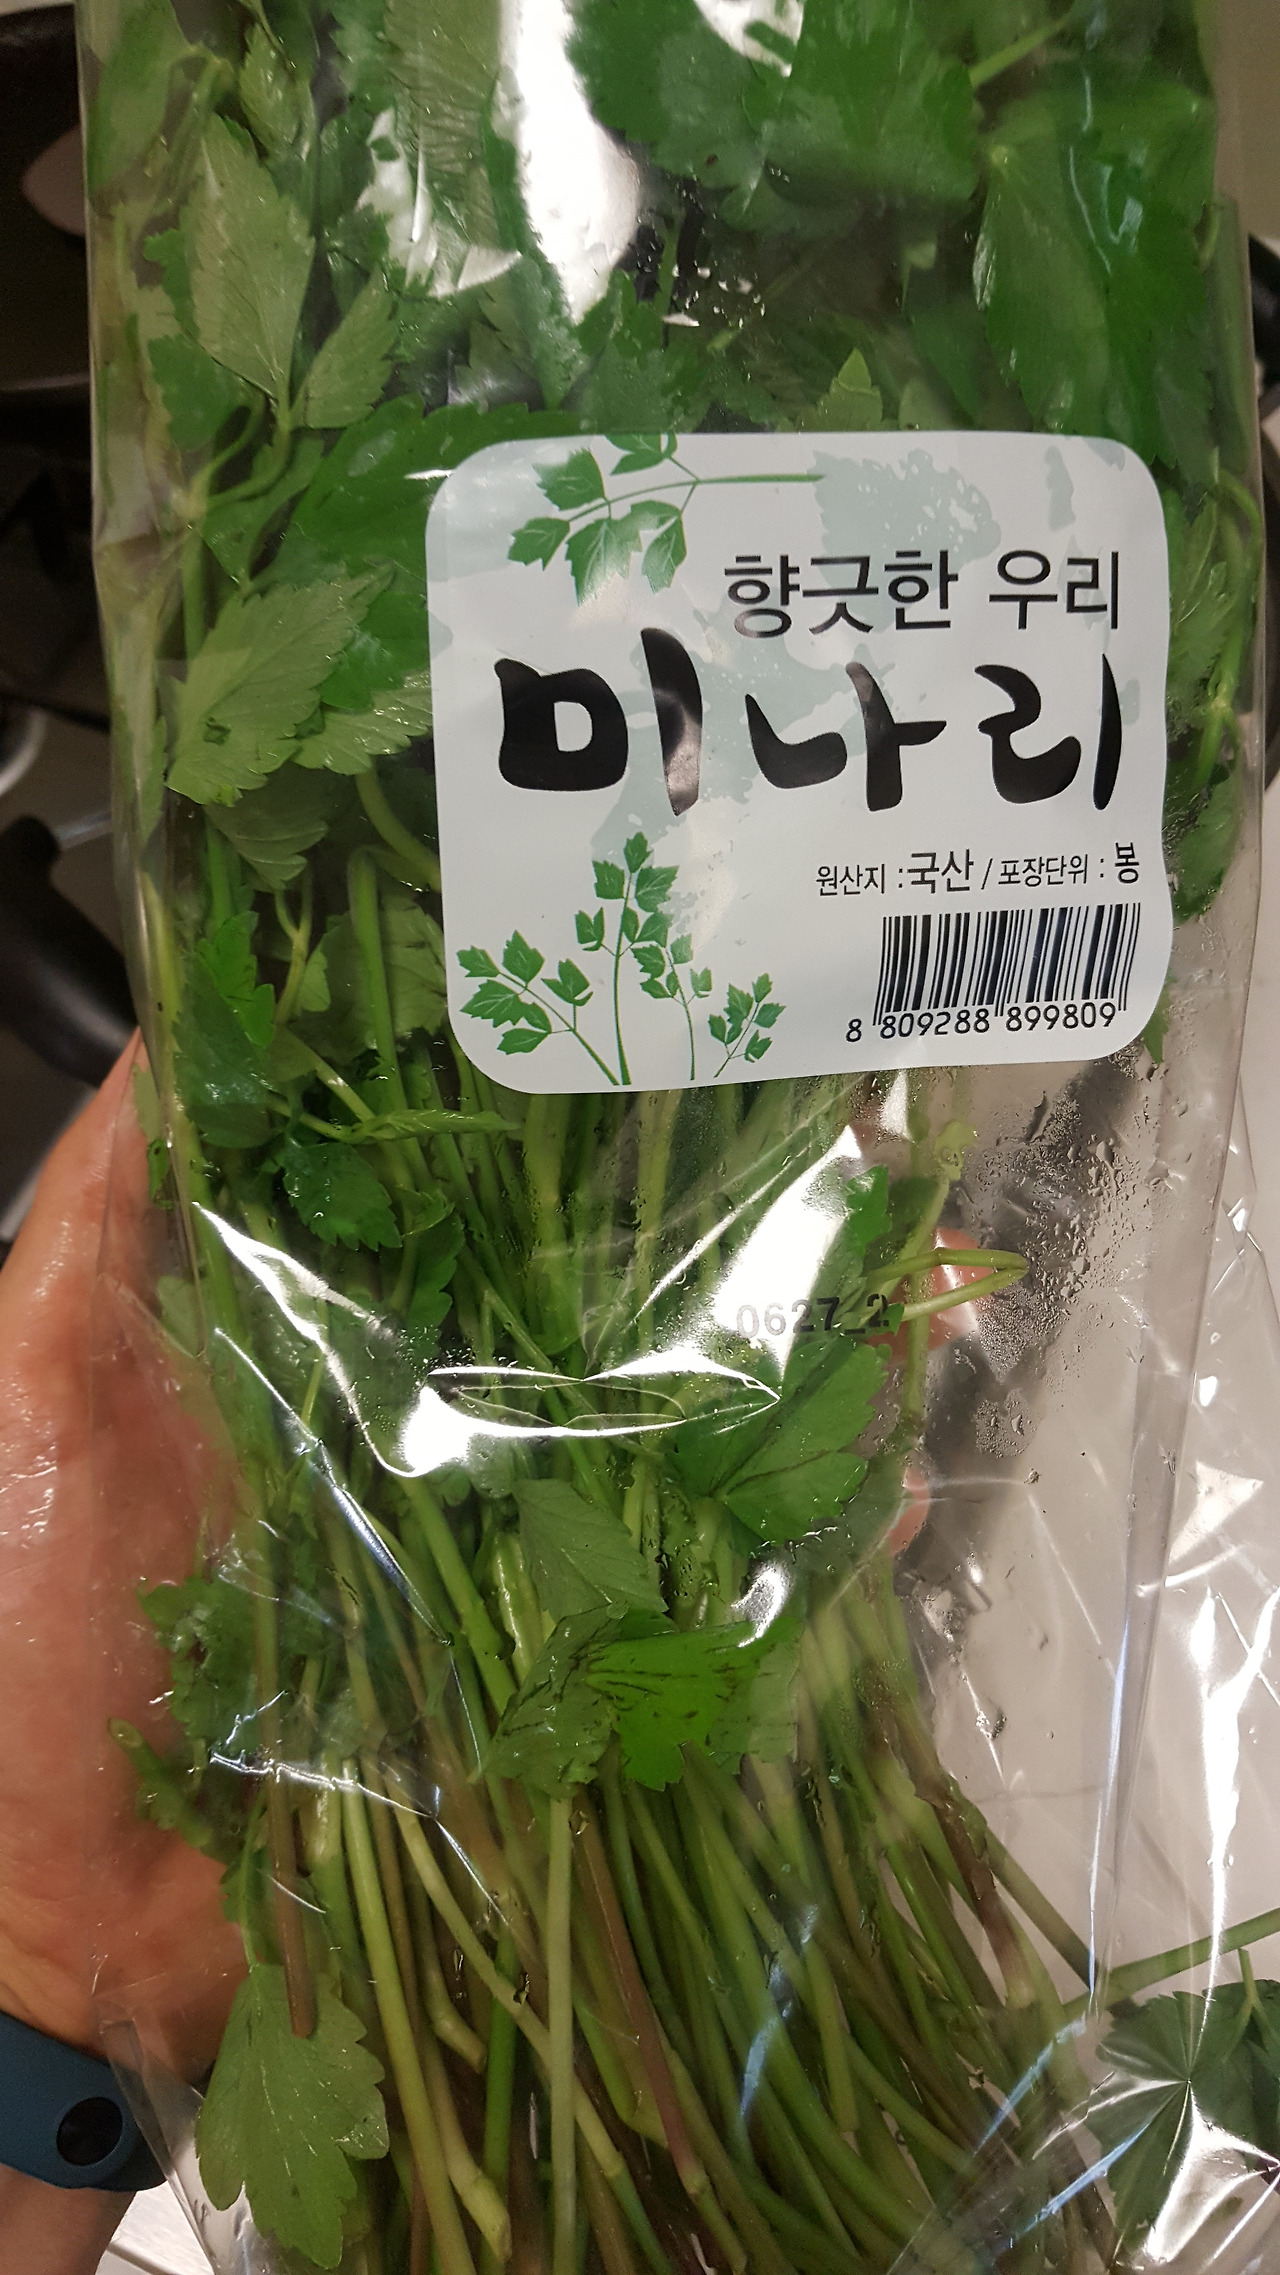 향긋한 우리
미나리
원산지 : 국산 / 포장단위 : 봉
8 809288 899809
0627_2